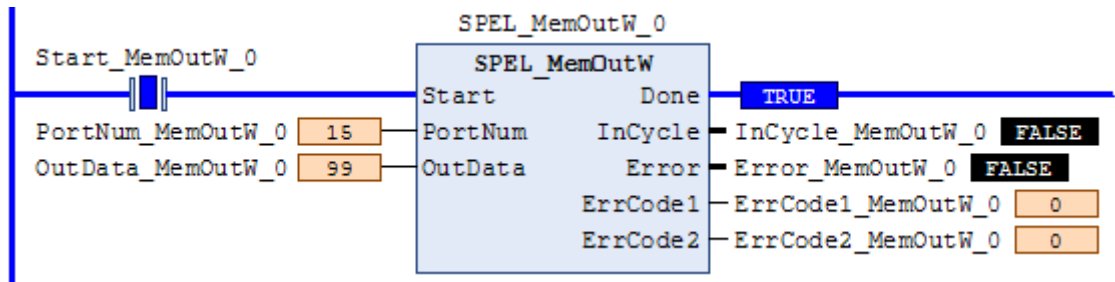 SPEL_MemOutW_0
Start_MemOutW_0
SPEL_MemOutW
Start Done TRUE
PortNum_MemOutW_0 15 PortNum InCycle InCycle_MemOutW_0 FALSE
OutData_MemOutW_0 99 OutData Error Error_MemOutW_0 FALSE
ErrCode1 ErrCode1_MemOutW_0 0
ErrCode2 ErrCode2_MemOutW_0 0